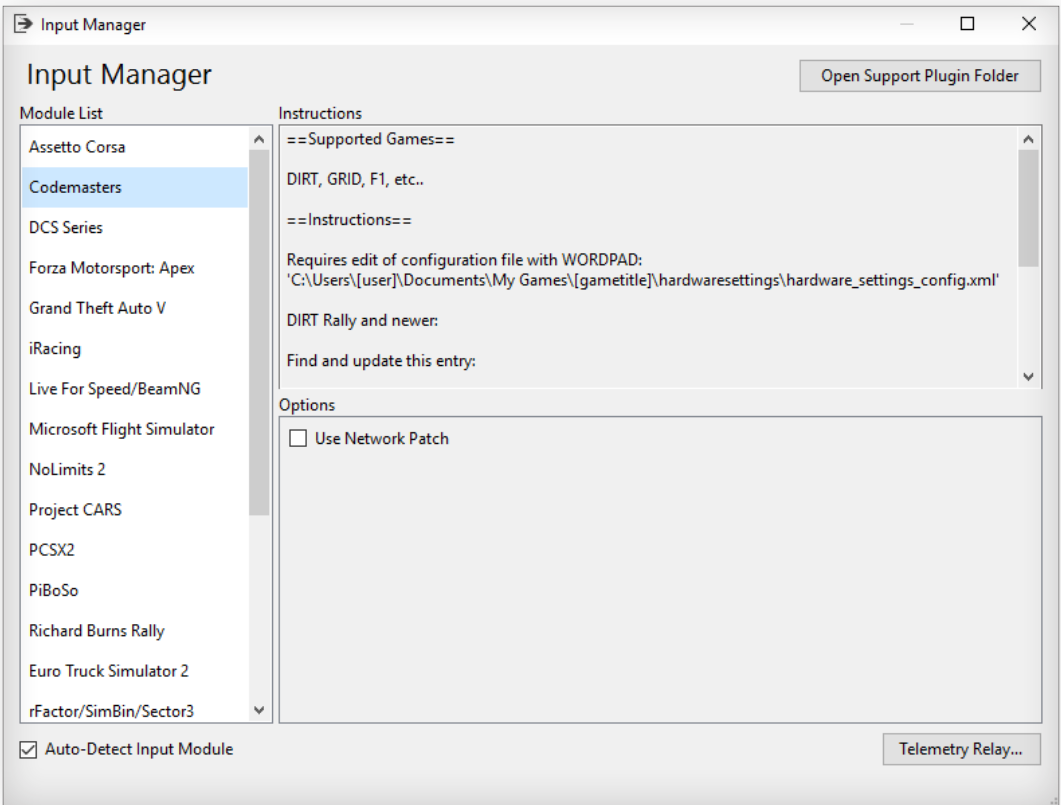 Input Manager
Input Manager
Open Support Plugin Folder
Module List
Assetto Corsa
Codemasters
DCS Series
Forza Motorsport: Apex
Grand Theft Auto V
iRacing
Live For Speed/BeamNG
Microsoft Flight Simulator
NoLimits 2
Project CARS
PCSX2
PiBoSo
Richard Burns Rally
Euro Truck Simulator 2
rFactor/SimBin/Sector3
Instructions
==Supported Games==
DIRT, GRID, F1, etc..
==Instructions==
Requires edit of configuration file with WORDPAD:
'C:\Users\[user]\Documents\My Games\[gametitle]\hardwaresettings\hardware_settings_config.xml'
DIRT Rally and newer:
Find and update this entry:
Options
Use Network Patch
Auto-Detect Input Module
Telemetry Relay...